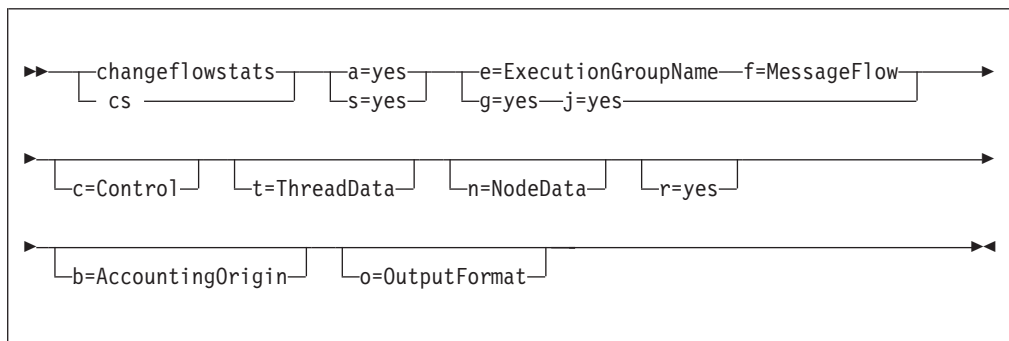 changeflowstats a=yes e=ExecutionGroupName f=MessageFlow
cs s=yes g=yes j=yes
c=Control t=ThreadData n=NodeData r=yes
b=AccountingOrigin o=OutputFormat